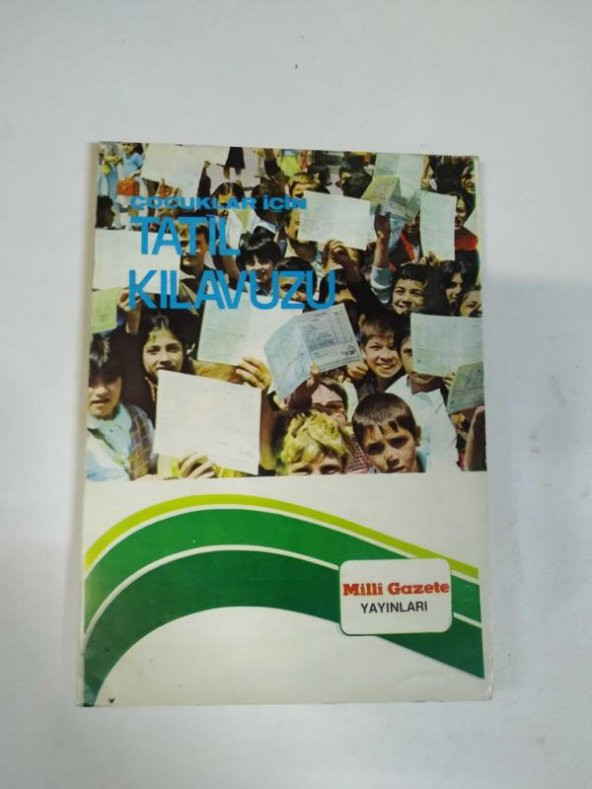 ÇOCUKLAR İÇİN
TATİL
KILAVUZU
Milli Gazete
YAYINLARI